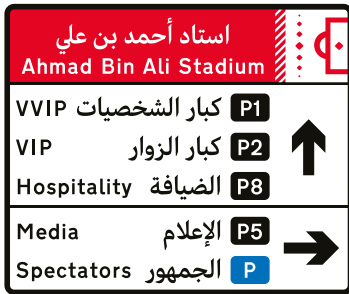 استاد أحمد بن علي
Ahmad Bin Ali Stadium
VVIP كبار الشخصيات P1
VIP كبار الزوار P2
Hospitality الضيافة P8
Media الإعلام P5
Spectators الجمهور P